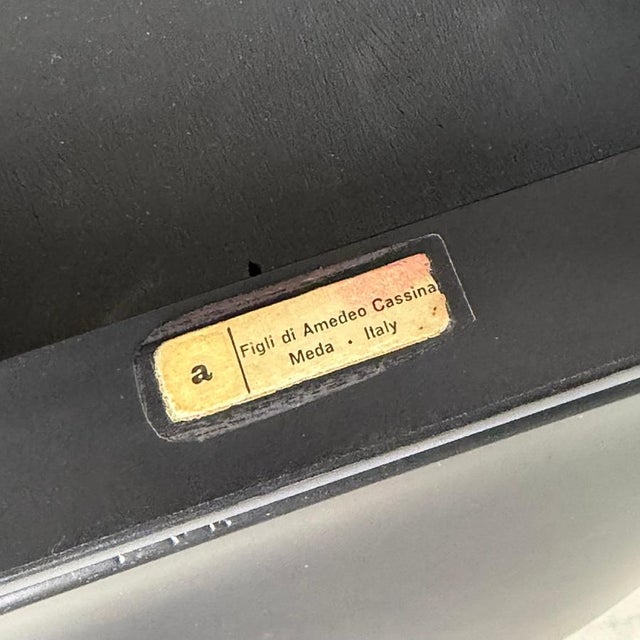 a
Figli di Amedeo Cassina
Meda · Italy